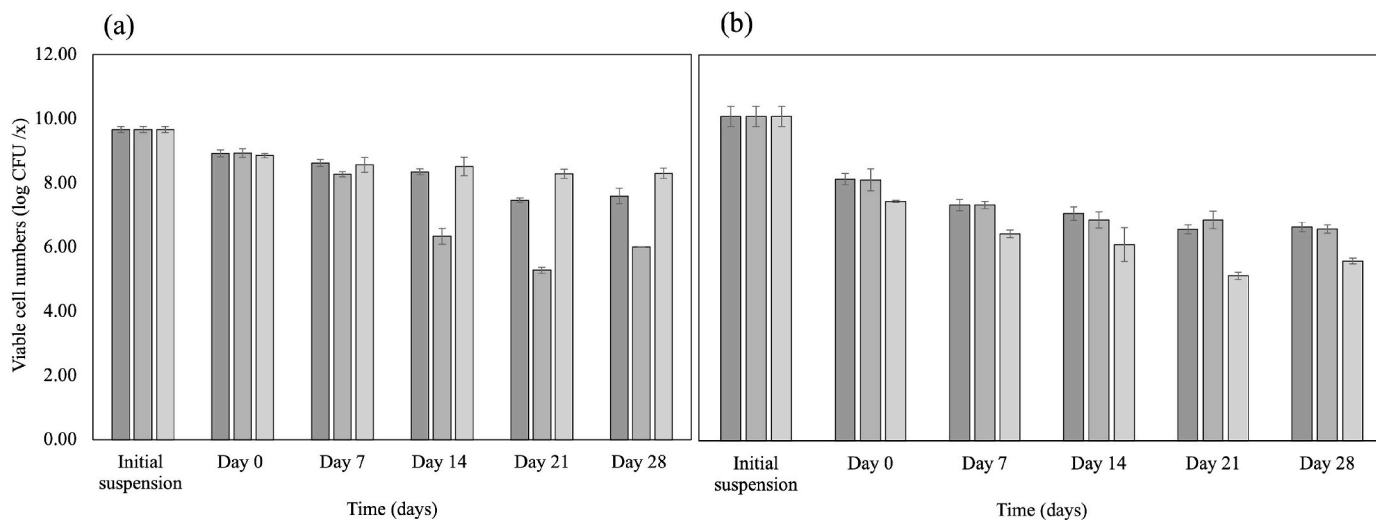 (a)
(b)
Viable cell numbers (log CFU /x)
12.00
10.00
8.00
6.00
4.00
2.00
0.00
Initial
suspension
Day 0
Day 7
Day 14
Day 21
Day 28
Time (days)
Initial
suspension
Day 0
Day 7
Day 14
Day 21
Day 28
Time (days)